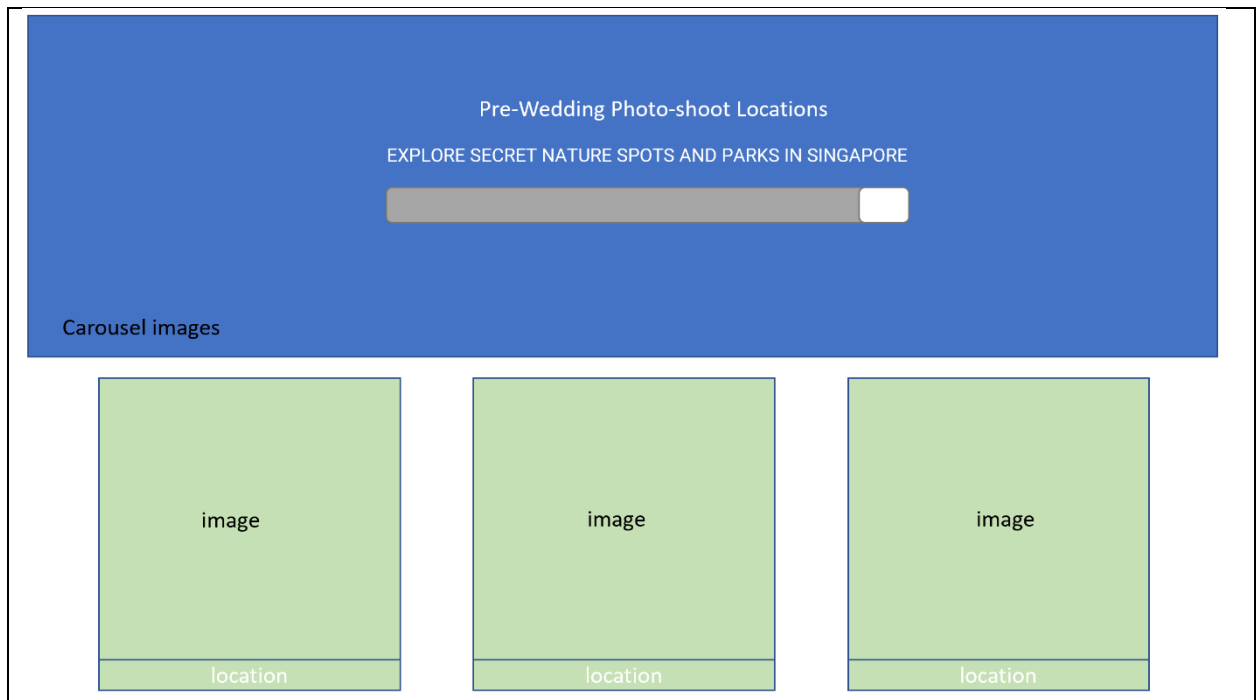 Pre-Wedding Photo-shoot Locations
EXPLORE SECRET NATURE SPOTS AND PARKS IN SINGAPORE
Carousel images
image
image
image
location
location
location